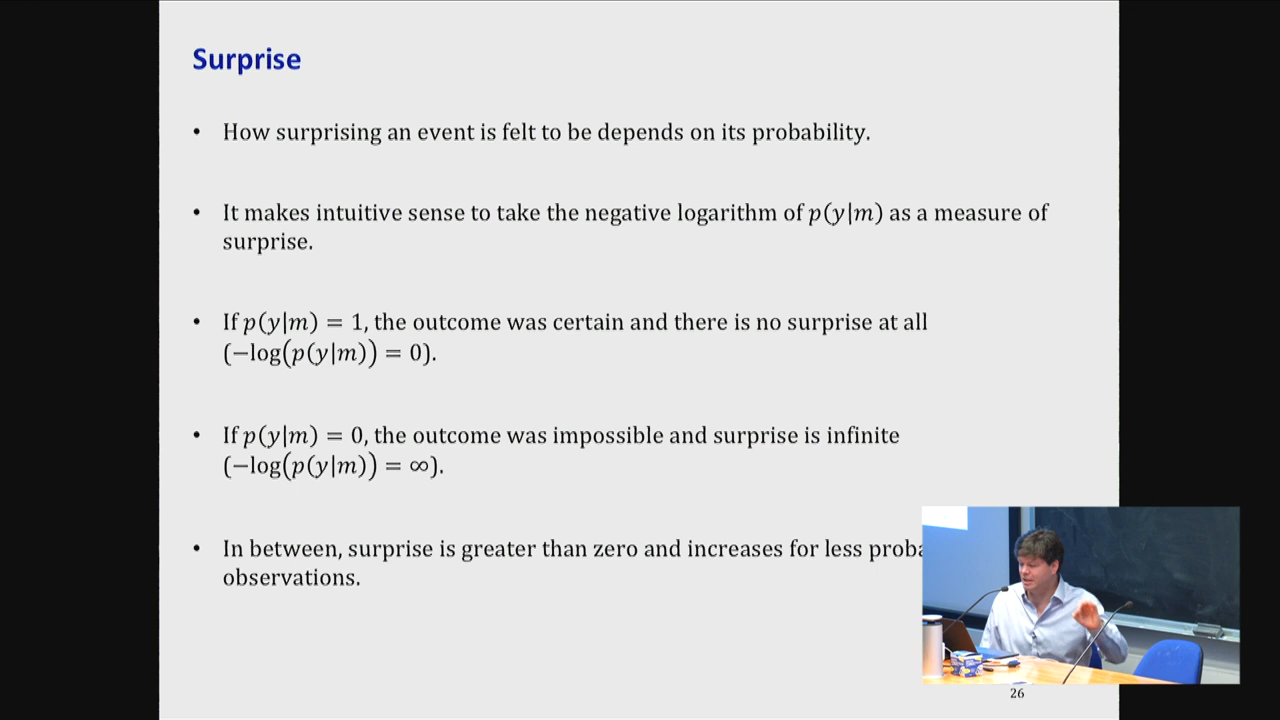 Surprise
• How surprising an event is felt to be depends on its probability.
• It makes intuitive sense to take the negative logarithm of p(y|m) as a measure of
surprise.
• If p(y|m) = 1, the outcome was certain and there is no surprise at all
(−log(p(y|m)) = 0).
• If p(y|m) = 0, the outcome was impossible and surprise is infinite
(−log(p(y|m)) = ∞).
• In between, surprise is greater than zero and increases for less
observations.
26